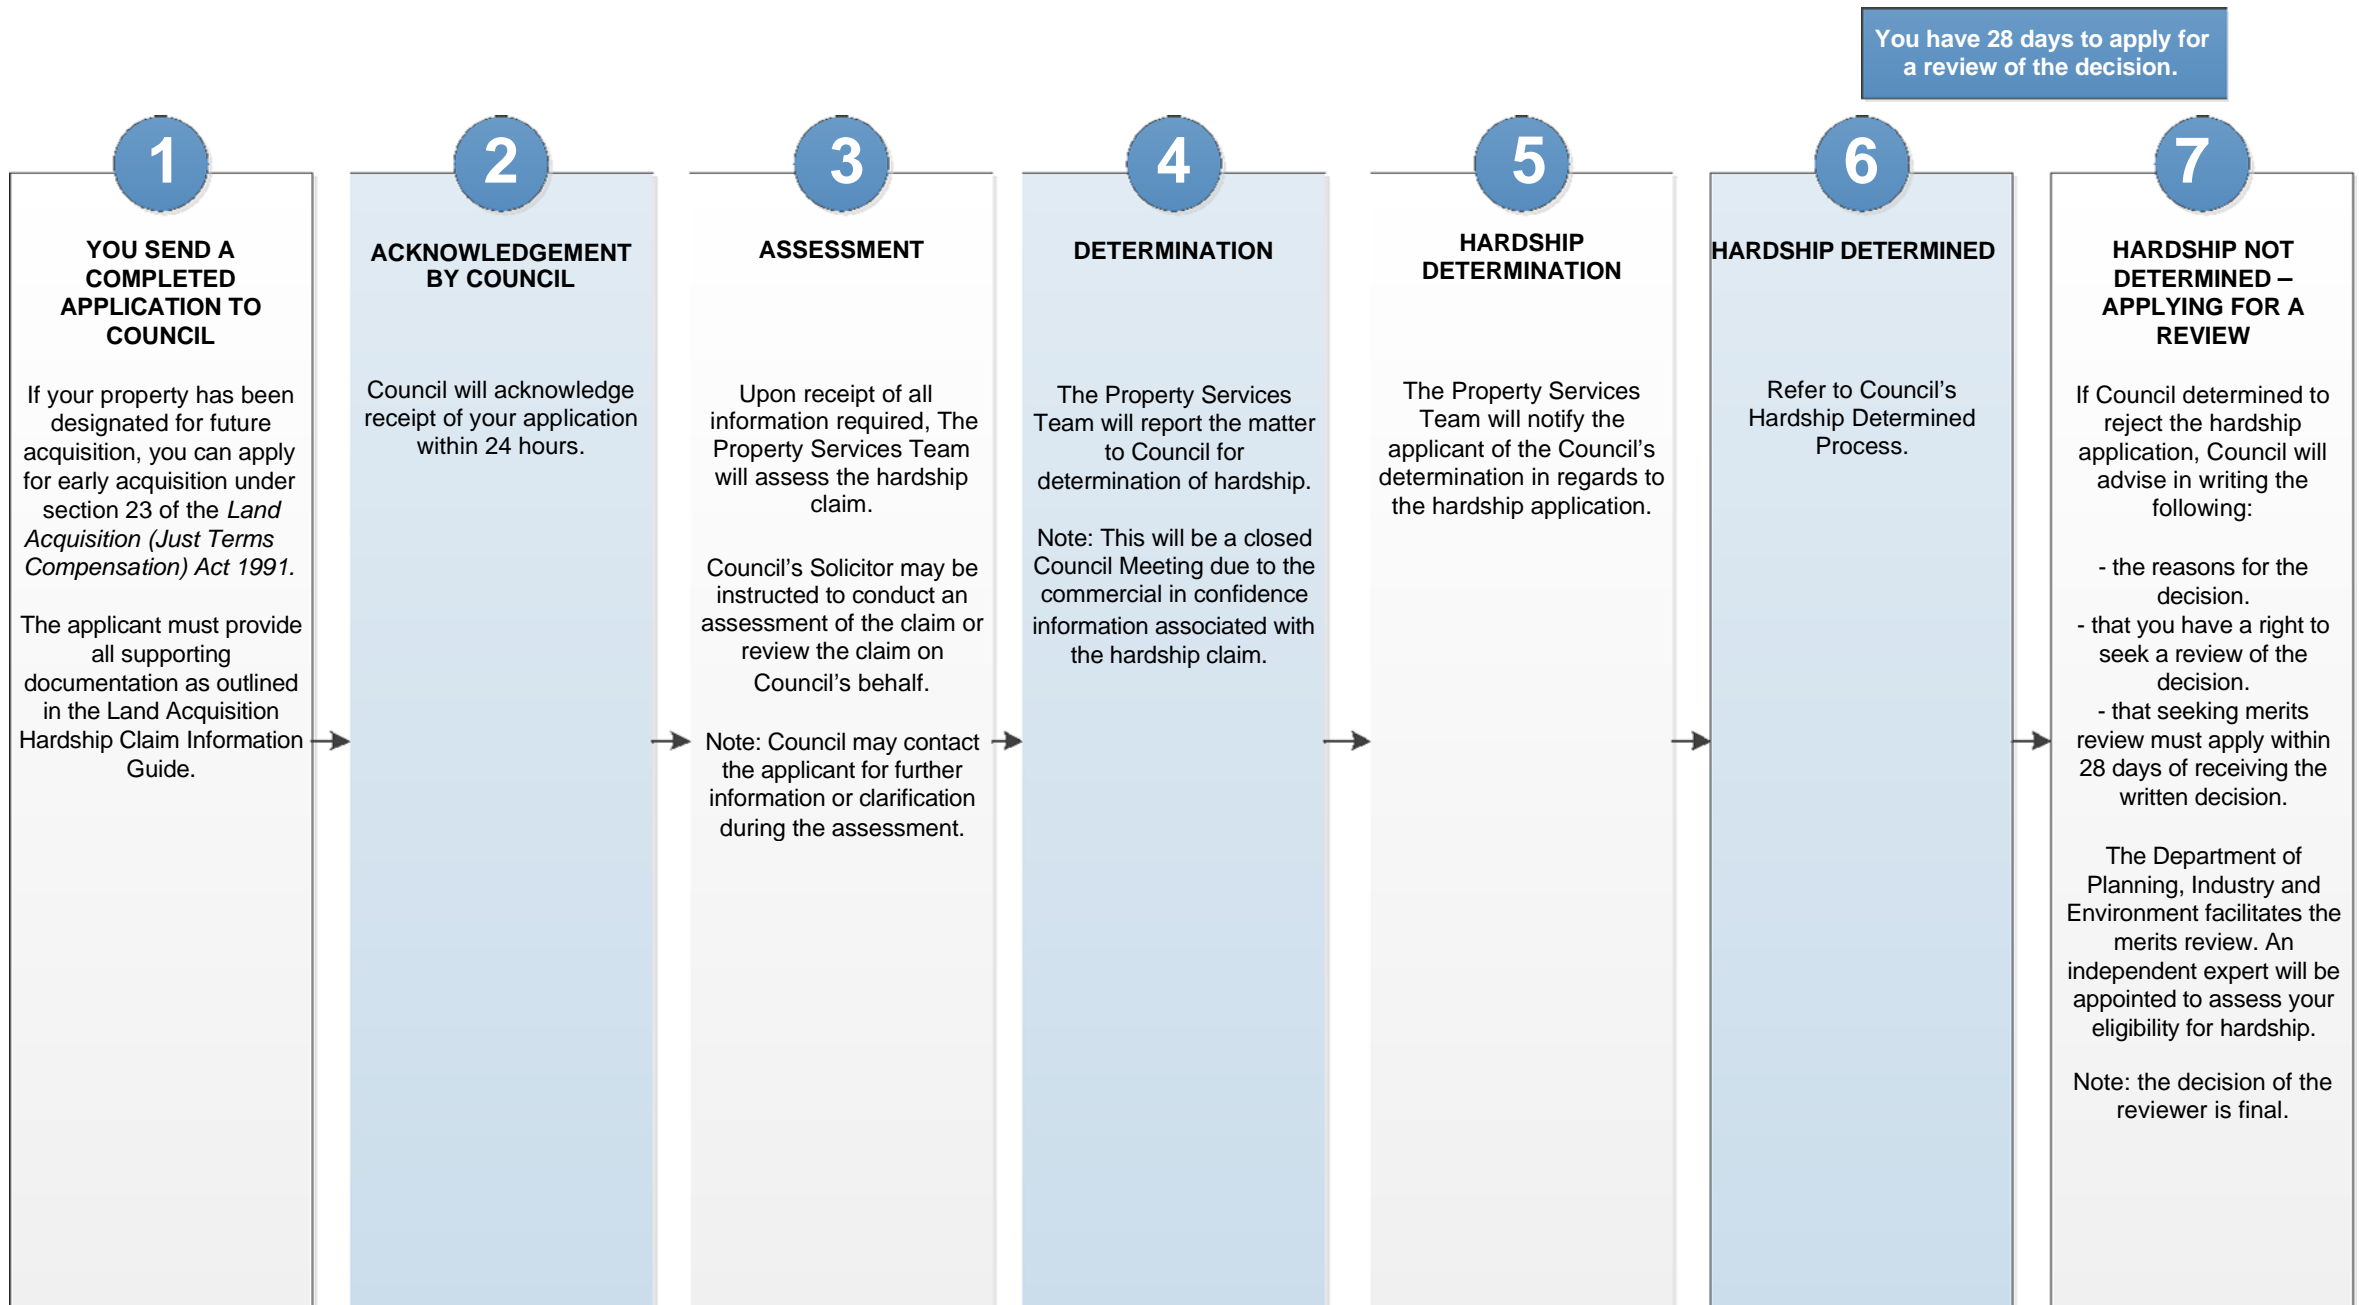 You have 28 days to apply for
a review of the decision.
1
YOU SEND A
COMPLETED
APPLICATION TO
COUNCIL
If your property has been
designated for future
acquisition, you can apply
for early acquisition under
section 23 of the Land
Acquisition (Just Terms
Compensation) Act 1991.
The applicant must provide
all supporting
documentation as outlined
in the Land Acquisition
Hardship Claim Information
Guide.
2
ACKNOWLEDGEMENT
BY COUNCIL
Council will acknowledge
receipt of your application
within 24 hours.
3
ASSESSMENT
Upon receipt of all
information required, The
Property Services Team
will assess the hardship
claim.
Council’s Solicitor may be
instructed to conduct an
assessment of the claim or
review the claim on
Council’s behalf.
Note: Council may contact
the applicant for further
information or clarification
during the assessment.
4
DETERMINATION
The Property Services
Team will report the matter
to Council for
determination of hardship.
Note: This will be a closed
Council Meeting due to the
commercial in confidence
information associated with
the hardship claim.
5
HARDSHIP
DETERMINATION
The Property Services
Team will notify the
applicant of the Council’s
determination in regards to
the hardship application.
6
HARDSHIP DETERMINED
Refer to Council’s
Hardship Determined
Process.
7
HARDSHIP NOT
DETERMINED –
APPLYING FOR A
REVIEW
If Council determined to
reject the hardship
application, Council will
advise in writing the
following:
- the reasons for the
decision.
- that you have a right to
seek a review of the
decision.
- that seeking merits
review must apply within
28 days of receiving the
written decision.
The Department of
Planning, Industry and
Environment facilitates the
merits review. An
independent expert will be
appointed to assess your
eligibility for hardship.
Note: the decision of the
reviewer is final.